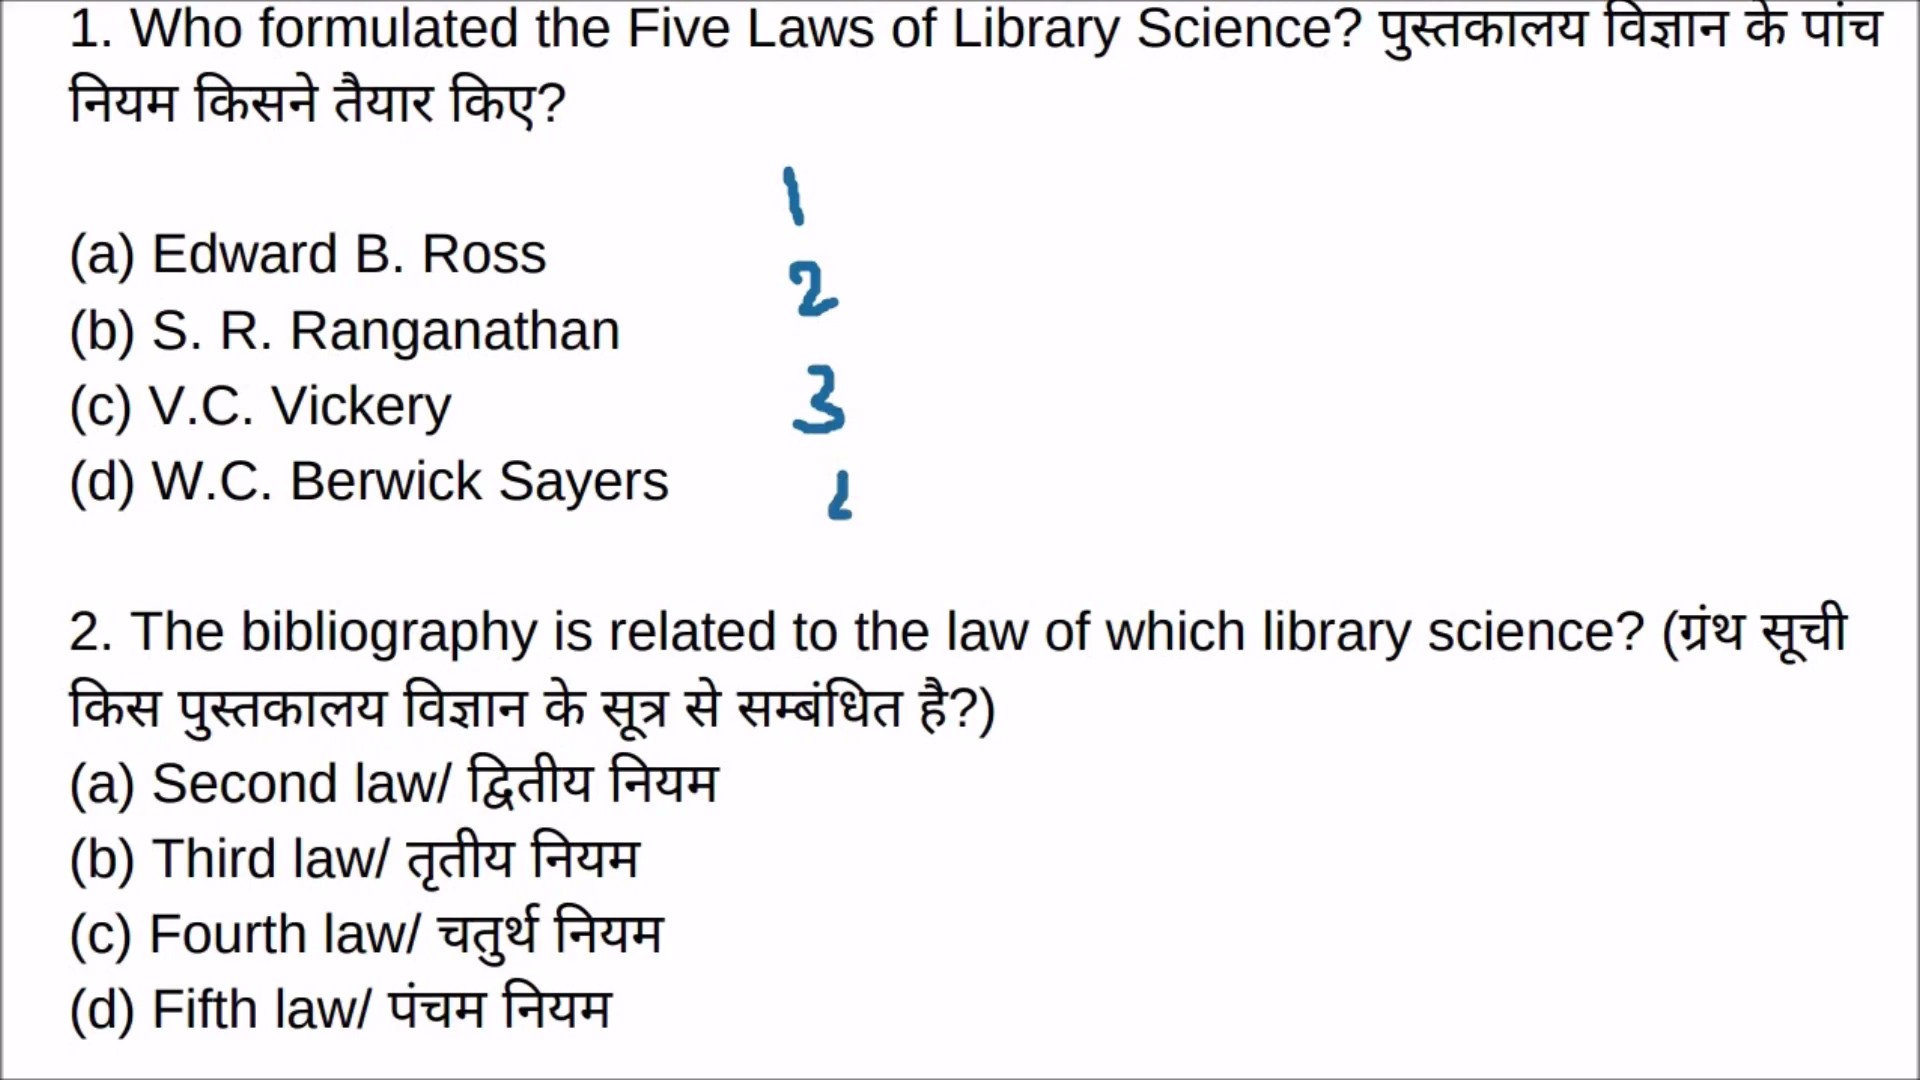 1. Who formulated the Five Laws of Library Science? पुस्तकालय विज्ञान के पांच
नियम किसने तैयार किए?
1
(a) Edward B. Ross
2
(b) S. R. Ranganathan
(c) V.C. Vickery
3
(d) W.C. Berwick Sayers
2. The bibliography is related to the law of which library science? (ग्रंथ सूची
किस पुस्तकालय विज्ञान के सूत्र से सम्बंधित है?)
(a) Second law/ द्वितीय नियम
(b) Third law/ तृतीय नियम
(c) Fourth law/ चतुर्थ नियम
(d) Fifth law/ पंचम नियम